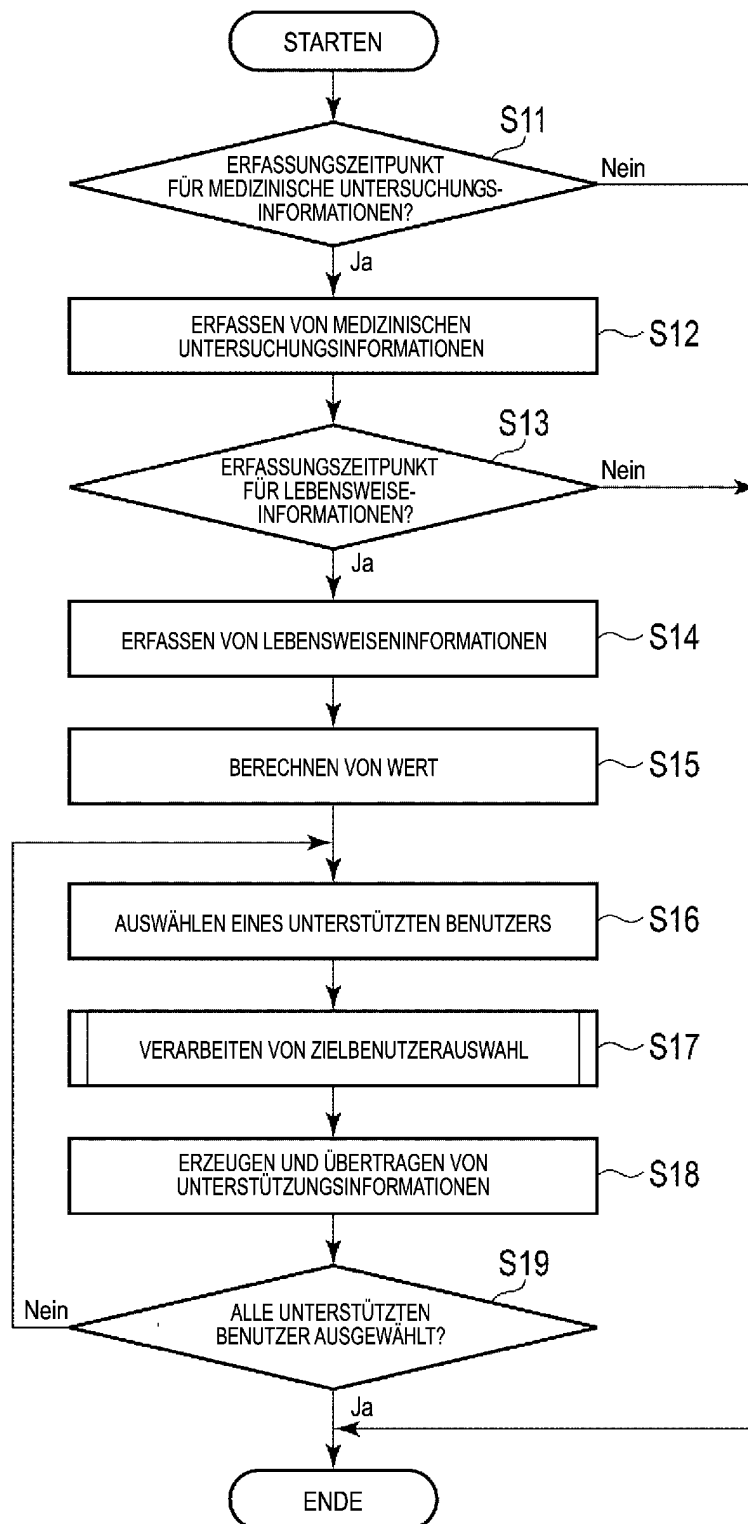 STARTEN
S11
ERFASSUNGSZEITPUNKT
FÜR MEDIZINISCHE UNTERSUCHUNGS-
INFORMATIONEN?
Nein
Ja
ERFASSEN VON MEDIZINISCHEN
UNTERSUCHUNGSINFORMATIONEN
S12
S13
ERFASSUNGSZEITPUNKT
FÜR LEBENSWEISE-
INFORMATIONEN?
Nein
Ja
ERFASSEN VON LEBENSWEISENINFORMATIONEN
S14
BERECHNEN VON WERT
S15
AUSWÄHLEN EINES UNTERSTÜTZTEN BENUTZERS
S16
VERARBEITEN VON ZIELBENUTZERAUSWAHL
S17
ERZEUGEN UND ÜBERTRAGEN VON
UNTERSTÜTZUNGSINFORMATIONEN
S18
S19
Nein
ALLE UNTERSTÜTZTEN
BENUTZER AUSGEWÄHLT?
Ja
ENDE